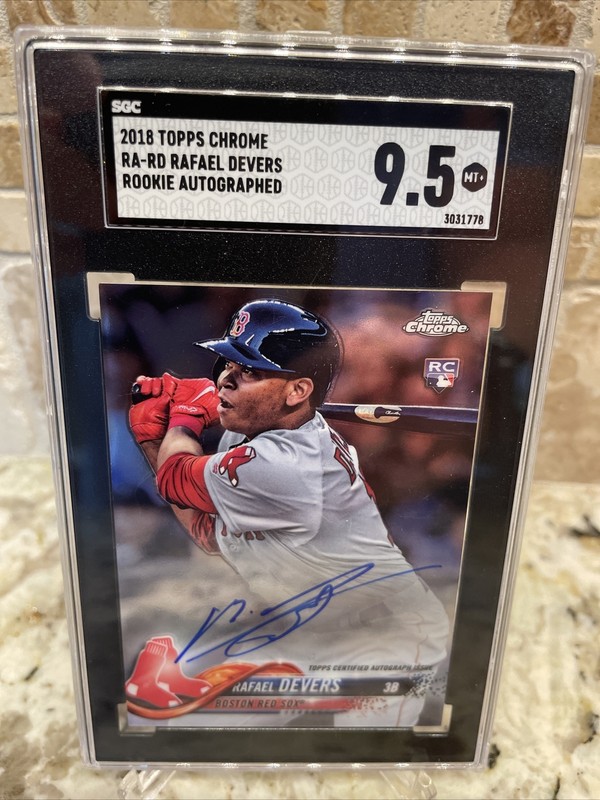 SGC
2018 TOPPS CHROME
RA-RD RAFAEL DEVERS
ROOKIE AUTOGRAPHED
9.5
MT+
3031778
Topps
Chrome
RC
B
TOPPS CERTIFIED AUTOGRAPH ISSUE
RAFAEL DEVERS 3B
BOSTON RED SOX